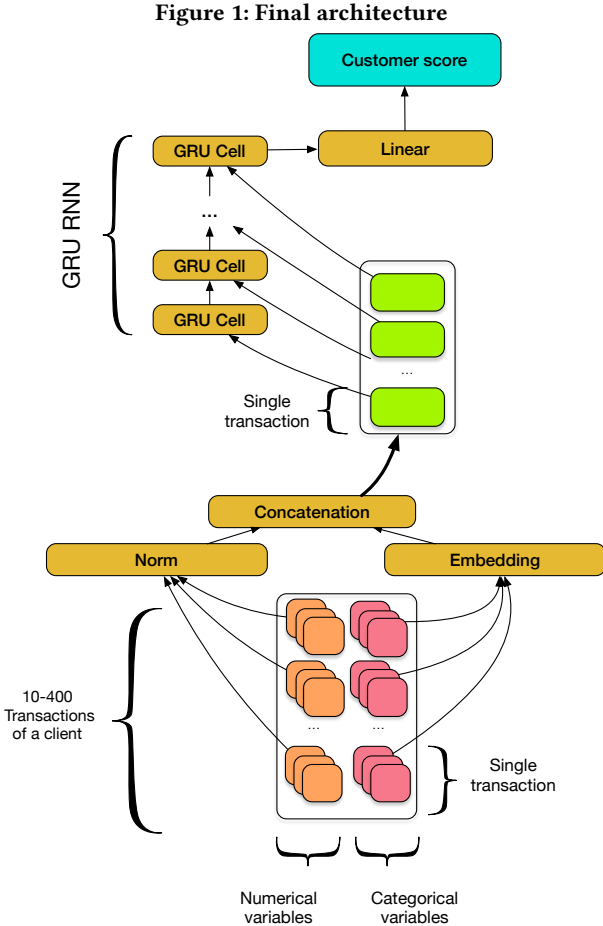 Figure 1: Final architecture
Customer score
GRU Cell
Linear
GRU RNN
...
GRU Cell
GRU Cell
...
Single
transaction
Concatenation
Norm
Embedding
10-400
Transactions
of a client
... ...
Single
transaction
Numerical
variables
Categorical
variables